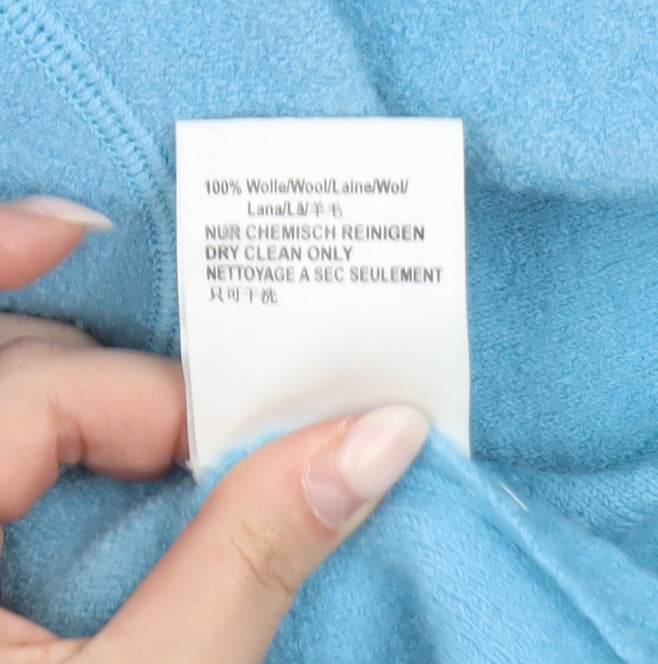 100% Wolle/Wool/Laine/Wol/
Lana/Lã/羊毛
NUR CHEMISCH REINIGEN
DRY CLEAN ONLY
NETTOYAGE A SEC SEULEMENT
只可干洗